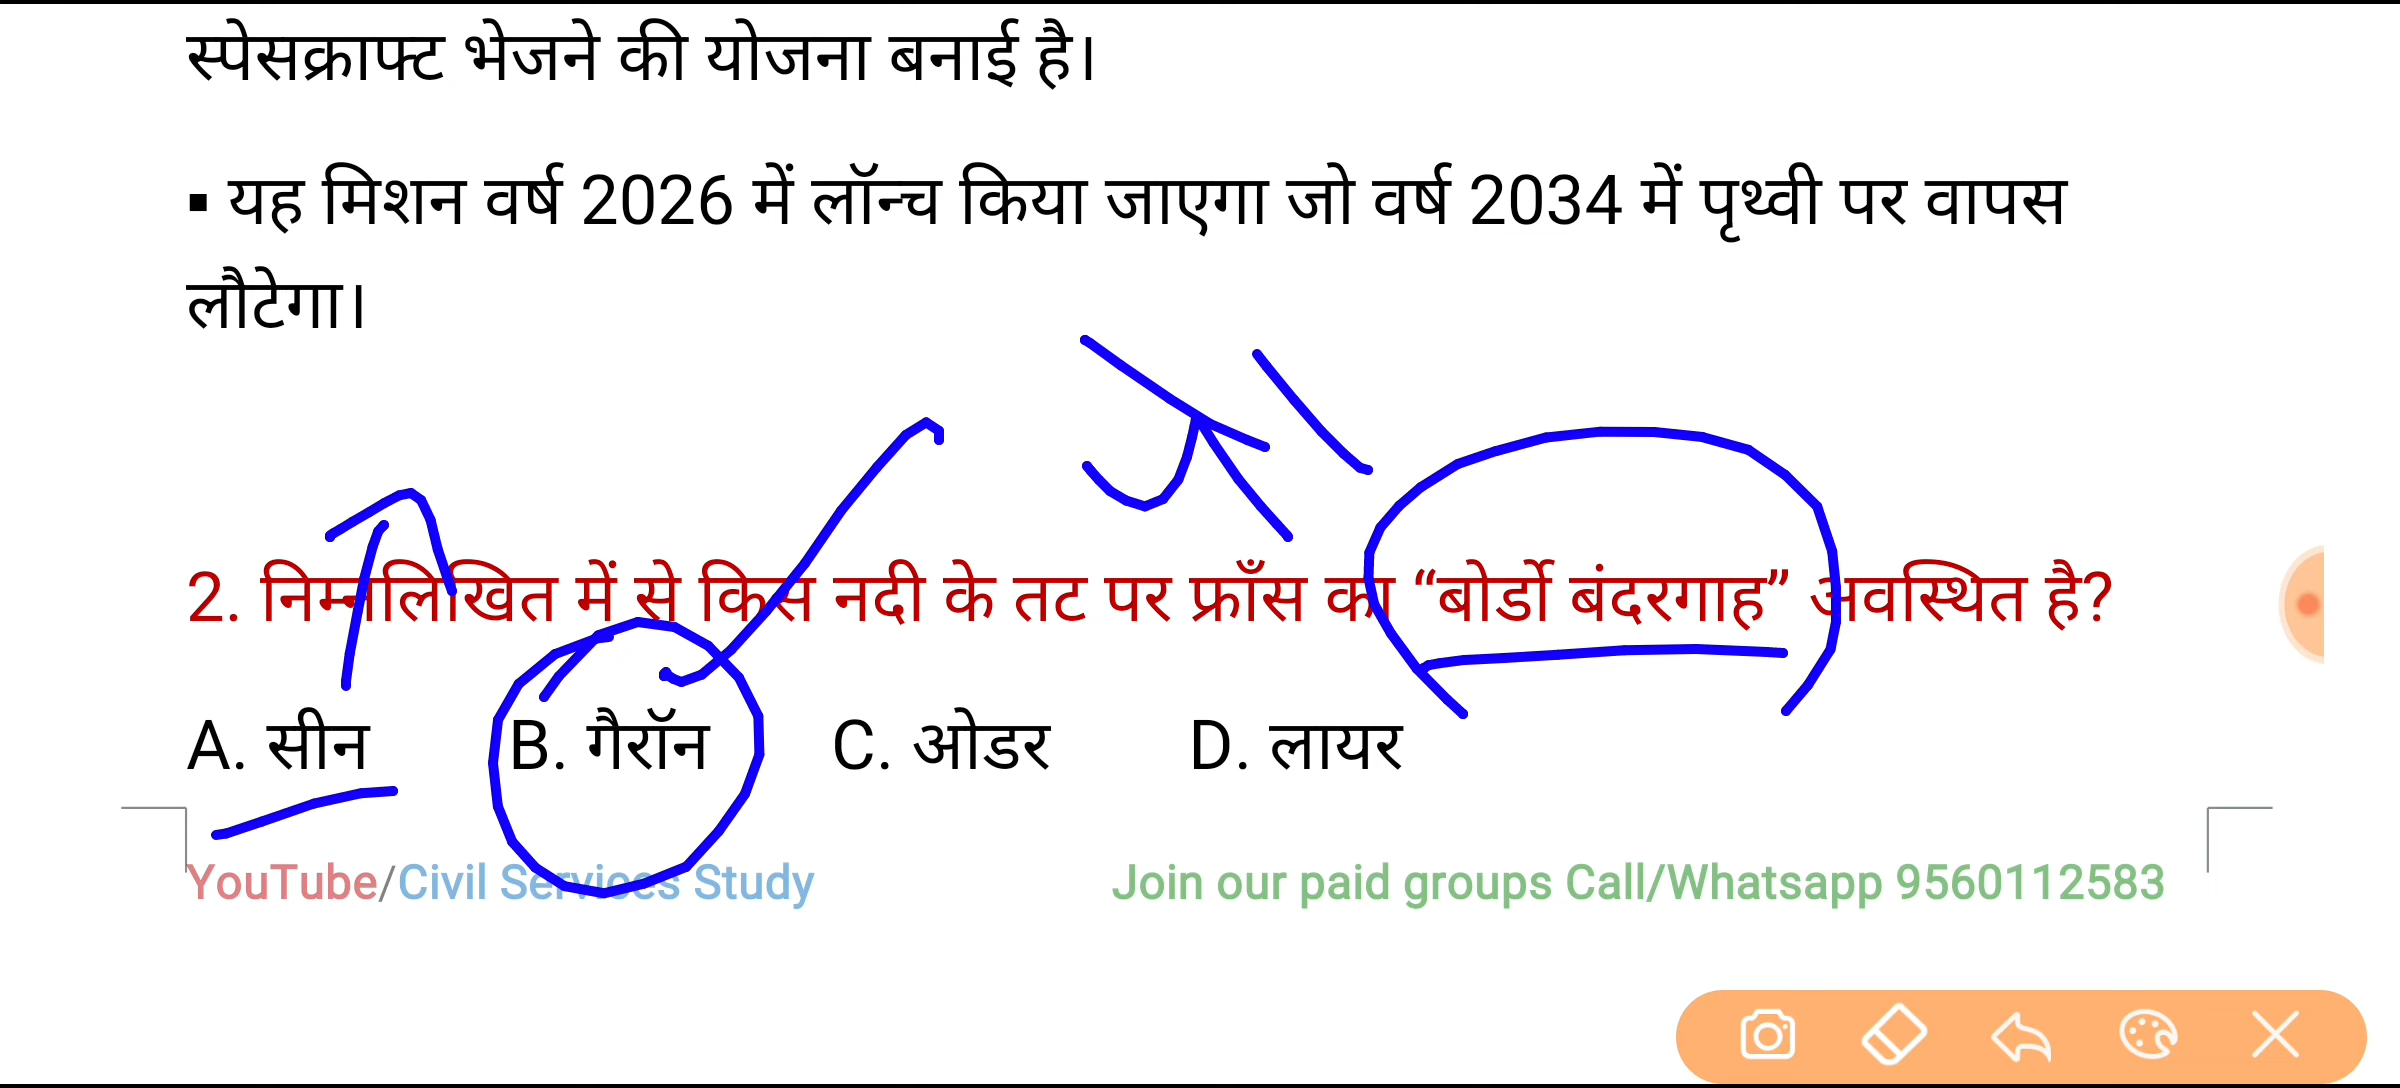 स्पेसक्राफ्ट भेजने की योजना बनाई है।
▪ यह मिशन वर्ष 2026 में लॉन्च किया जाएगा जो वर्ष 2034 में पृथ्वी पर वापस
लौटेगा।
2. निम्नलिखित में से किस नदी के तट पर फ्राँस का “बोर्डो बंदरगाह” अवस्थित है?
A. सीन B. गैरॉन C. ओडर D. लायर
YouTube/Civil Services Study Join our paid groups Call/Whatsapp 9560112583